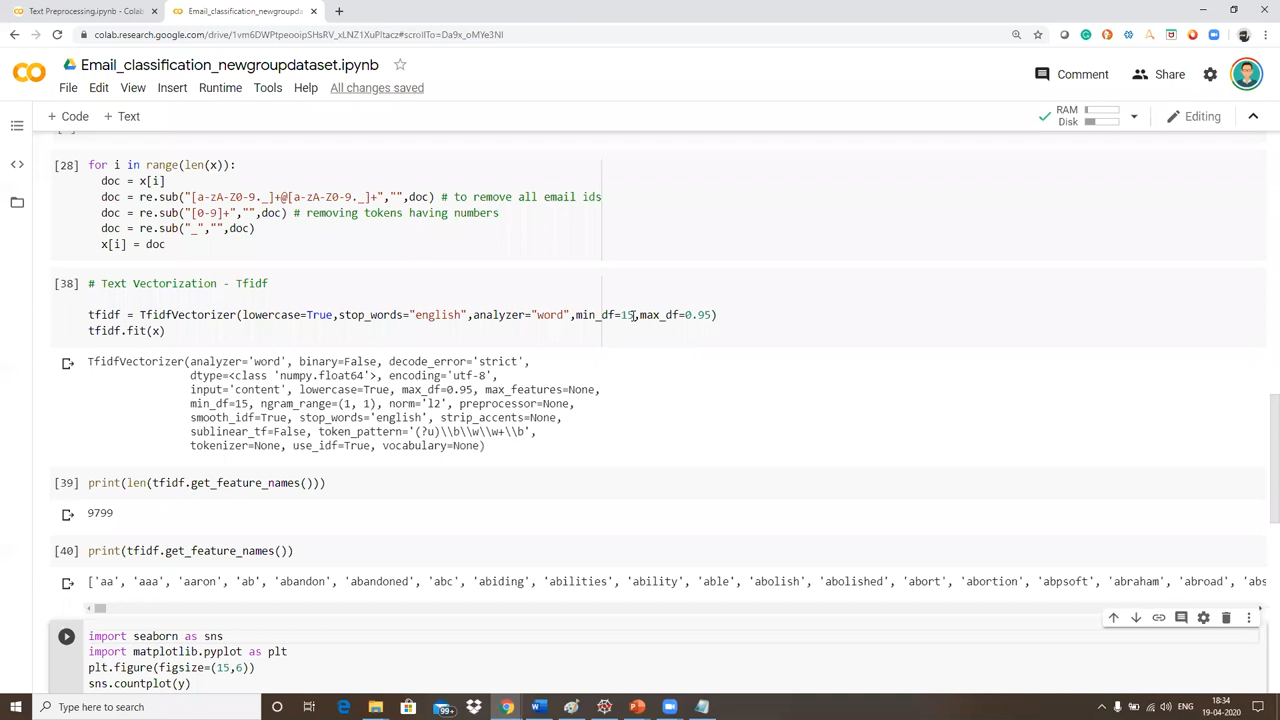 Text Preprocessing.ipynb - Colab
Email_classification_newgroupda
colab.research.google.com/drive/1vm6DWPtpeooipSHsRV_xLNZ1XuPltacz#scrollTo=Da9x_oMYe3NI
Email_classification_newgroupdataset.ipynb
Comment
Share
File Edit View Insert Runtime Tools Help All changes saved
+ Code + Text
RAM
Disk
Editing
[28] for i in range(len(x)):
doc = x[i]
doc = re.sub("[a-zA-Z0-9._]+@[a-zA-Z0-9._]+","",doc) # to remove all email ids
doc = re.sub("[0-9]+","",doc) # removing tokens having numbers
doc = re.sub("_","",doc)
x[i] = doc
[38] # Text Vectorization - Tfidf
tfidf = TfidfVectorizer(lowercase=True,stop_words="english",analyzer="word",min_df=15,max_df=0.95)
tfidf.fit(x)
TfidfVectorizer(analyzer='word', binary=False, decode_error='strict',
dtype=<class 'numpy.float64'>, encoding='utf-8',
input='content', lowercase=True, max_df=0.95, max_features=None,
min_df=15, ngram_range=(1, 1), norm='l2', preprocessor=None,
smooth_idf=True, stop_words='english', strip_accents=None,
sublinear_tf=False, token_pattern='(?u)\\b\\w\\w+\\b',
tokenizer=None, use_idf=True, vocabulary=None)
[39] print(len(tfidf.get_feature_names()))
9799
[40] print(tfidf.get_feature_names())
['aa', 'aaa', 'aaron', 'ab', 'abandon', 'abandoned', 'abc', 'abiding', 'abilities', 'ability', 'able', 'abolish', 'abolished', 'abort', 'abortion', 'abpsoft', 'abraham', 'abroad', 'abs
import seaborn as sns
import matplotlib.pyplot as plt
plt.figure(figsize=(15,6))
sns.countplot(y)
Type here to search
99+
ENG
18:34
19-04-2020